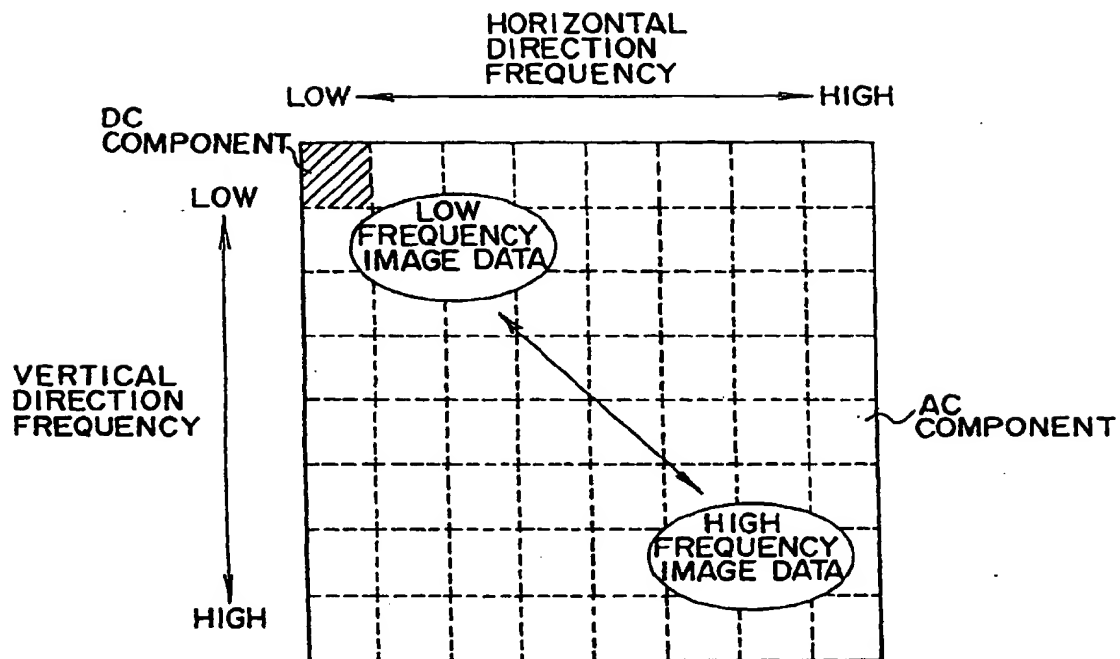 HORIZONTAL
DIRECTION
FREQUENCY
LOW
HIGH
DC
COMPONENT
LOW
LOW
FREQUENCY
IMAGE DATA
VERTICAL
DIRECTION
FREQUENCY
AC
COMPONENT
HIGH
FREQUENCY
IMAGE DATA
HIGH